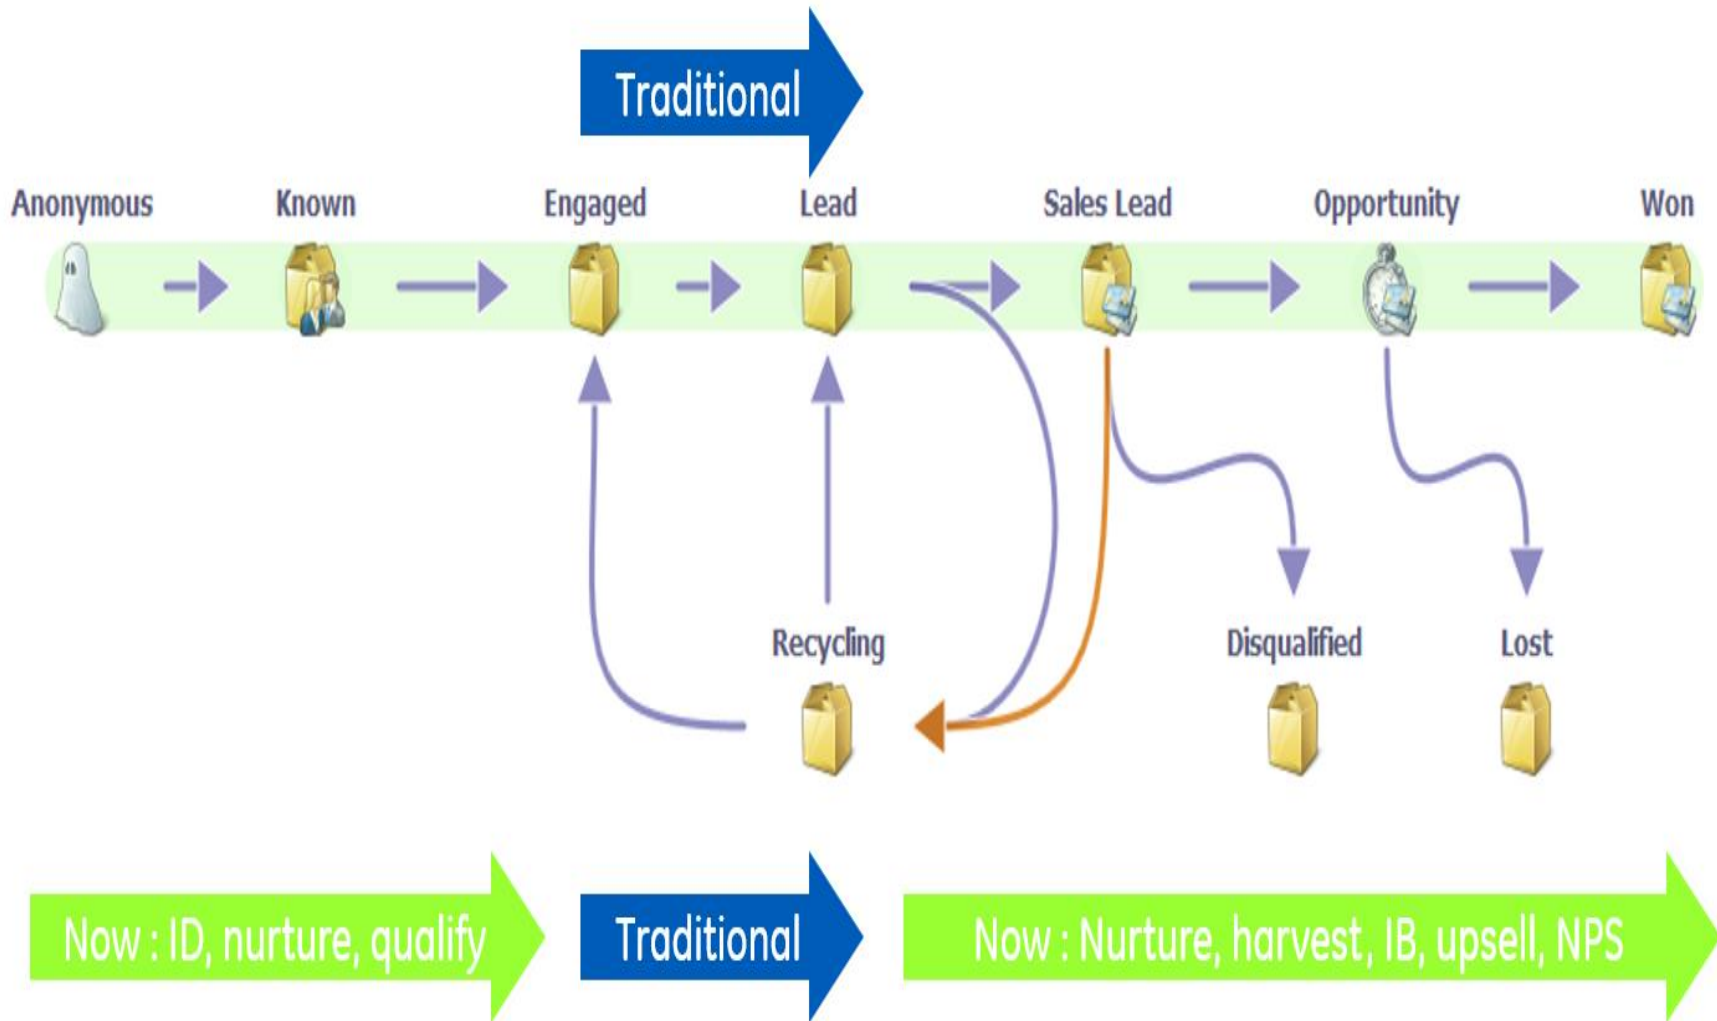 Traditional
Anonymous Known Engaged Lead Sales Lead Opportunity Won
Recycling Disqualified Lost
Now : ID, nurture, qualify Traditional Now : Nurture, harvest, IB, upsell, NPS